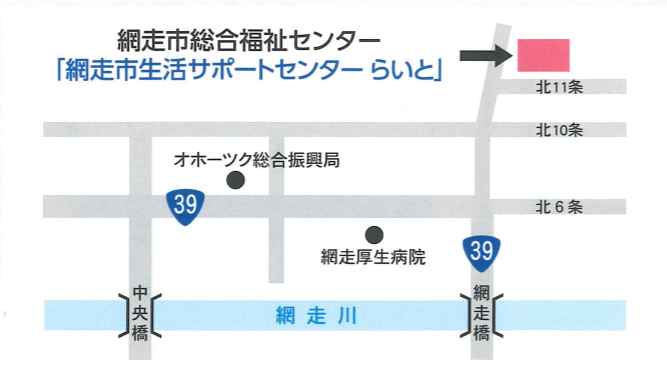 網走市総合福祉センター
「網走市生活サポートセンター らいと」
北11条
北10条
オホーツク総合振興局
39
北6条
網走厚生病院
39
中央橋
網走川
網走橋